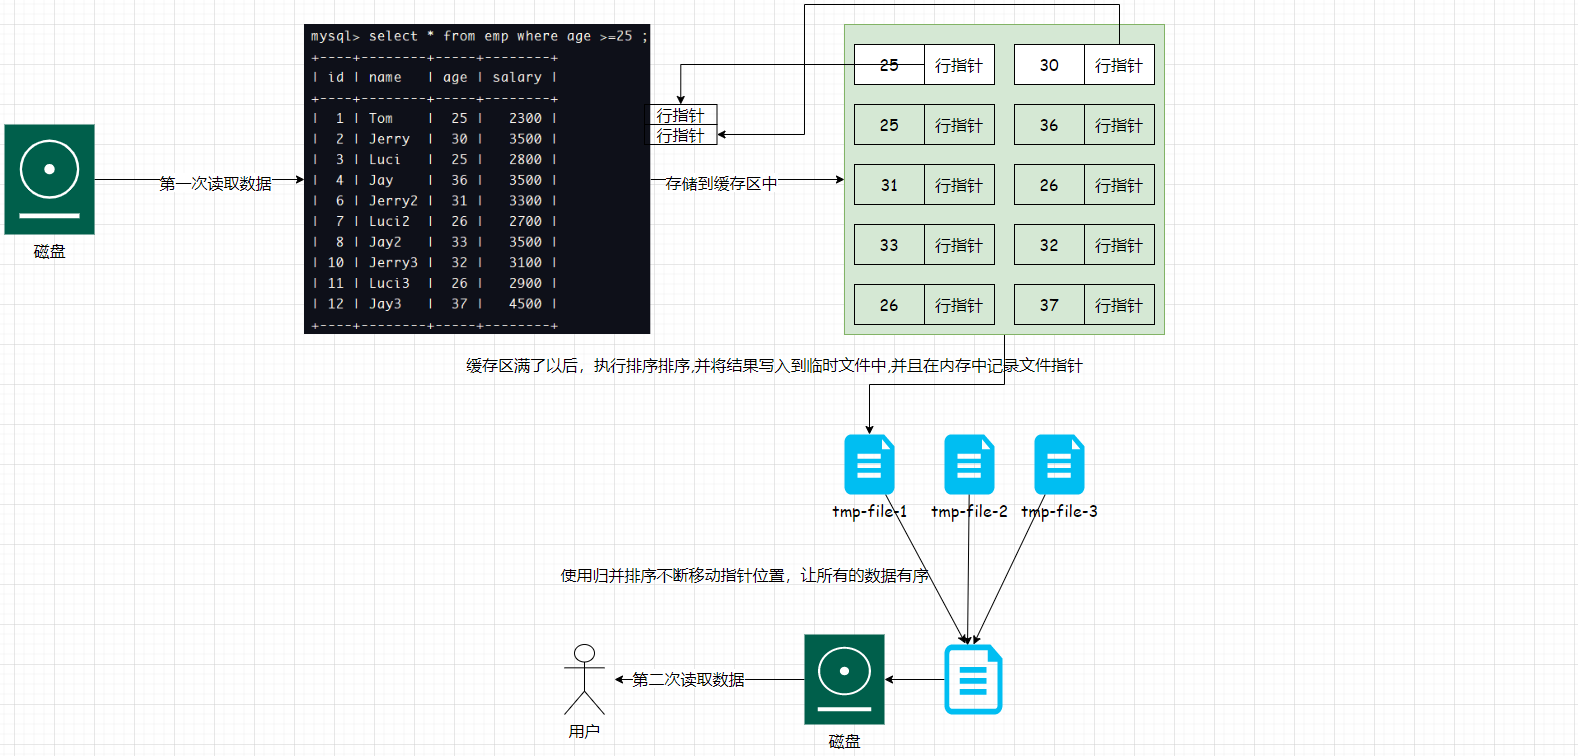 mysql> select * from emp where age >=25 ;
+----+--------+-----+--------+
| id | name   | age | salary |
+----+--------+-----+--------+
|  1 | Tom    |  25 |   2300 |
|  2 | Jerry  |  30 |   3500 |
|  3 | Luci   |  25 |   2800 |
|  4 | Jay    |  36 |   3500 |
|  6 | Jerry2 |  31 |   3300 |
|  7 | Luci2  |  26 |   2700 |
|  8 | Jay2   |  33 |   3500 |
| 10 | Jerry3 |  32 |   3100 |
| 11 | Luci3  |  26 |   2900 |
| 12 | Jay3   |  37 |   4500 |
+----+--------+-----+--------+
磁盘
第一次读取数据
行指针
行指针
存储到缓存区中
25 行指针 30 行指针
25 行指针 36 行指针
31 行指针 26 行指针
33 行指针 32 行指针
26 行指针 37 行指针
缓存区满了以后，执行排序排序,并将结果写入到临时文件中,并且在内存中记录文件指针
tmp-file-1 tmp-file-2 tmp-file-3
使用归并排序不断移动指针位置，让所有的数据有序
第二次读取数据
用户
磁盘